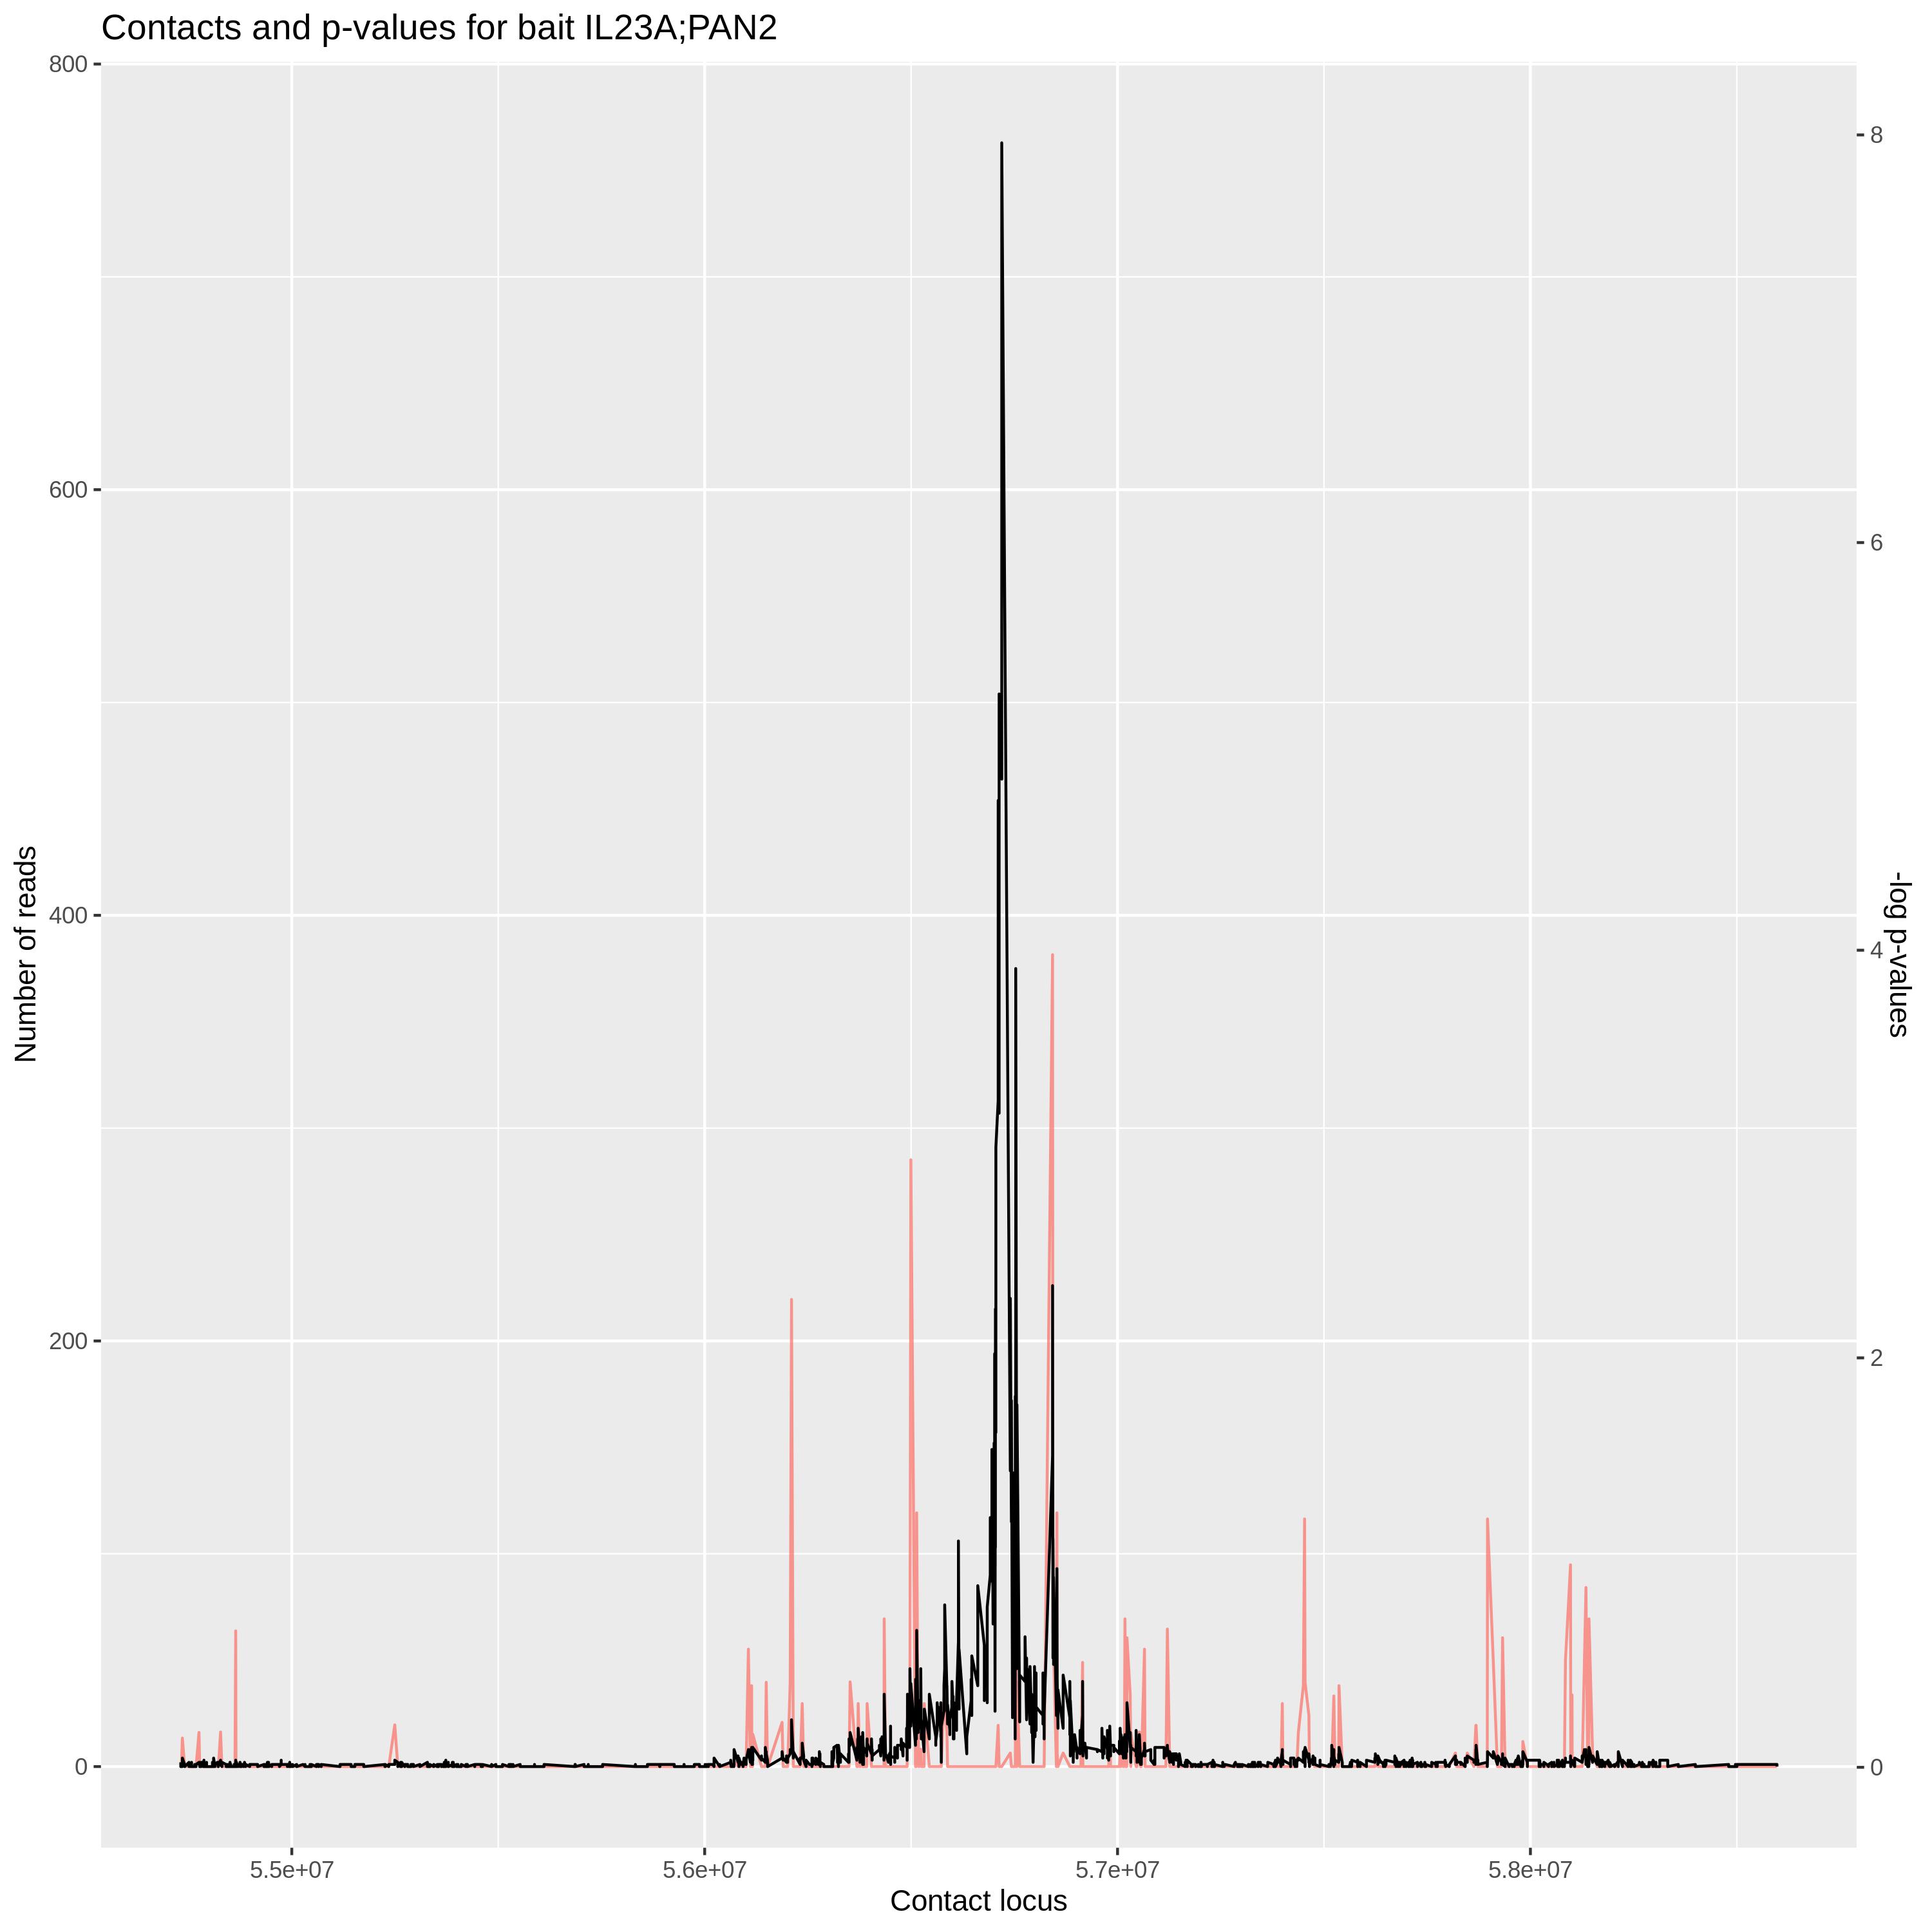 Contacts and p-values for bait IL23A;PAN2
800
600
400
200
0
Number of reads
8
6
4
2
0
-log p-values
5.5e+07
5.6e+07
5.7e+07
5.8e+07
Contact locus